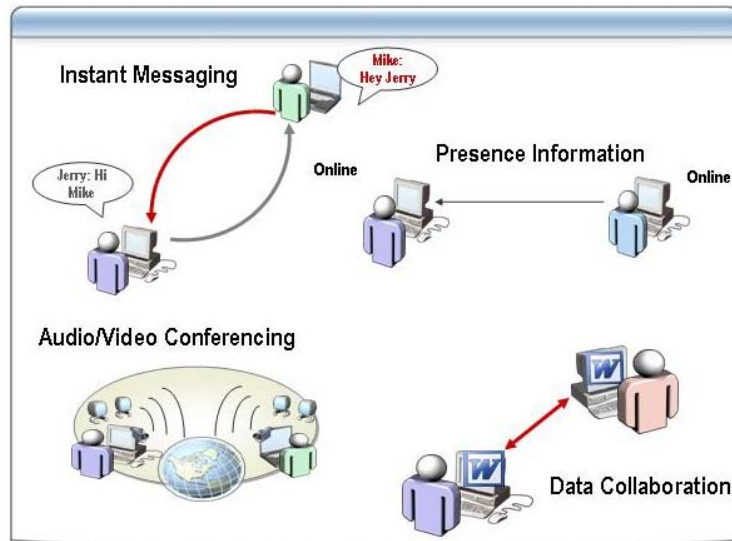 Instant Messaging
Mike:
Hey Jerry
Jerry: Hi
Mike
Presence Information
Online
Online
Audio/Video Conferencing
W
W
Data Collaboration